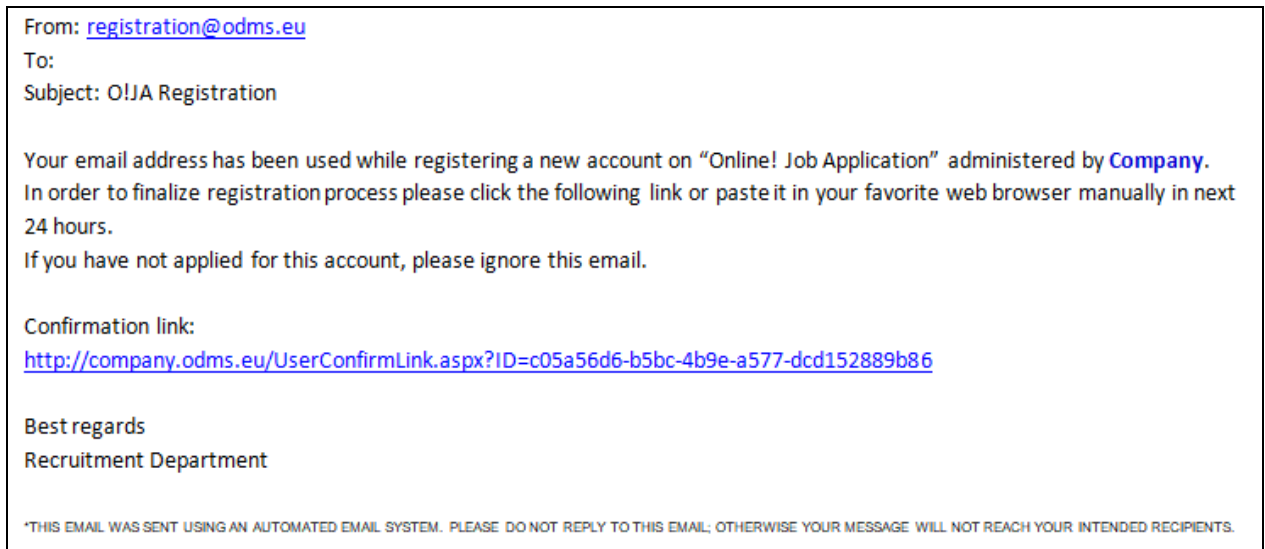 From: registration@odms.eu
To:
Subject: O!JA Registration
Your email address has been used while registering a new account on “Online! Job Application” administered by Company.
In order to finalize registration process please click the following link or paste it in your favorite web browser manually in next
24 hours.
If you have not applied for this account, please ignore this email.
Confirmation link:
http://company.odms.eu/UserConfirmLink.aspx?ID=c05a56d6-b5bc-4b9e-a577-dcd152889b86
Best regards
Recruitment Department
*THIS EMAIL WAS SENT USING AN AUTOMATED EMAIL SYSTEM. PLEASE DO NOT REPLY TO THIS EMAIL; OTHERWISE YOUR MESSAGE WILL NOT REACH YOUR INTENDED RECIPIENTS.